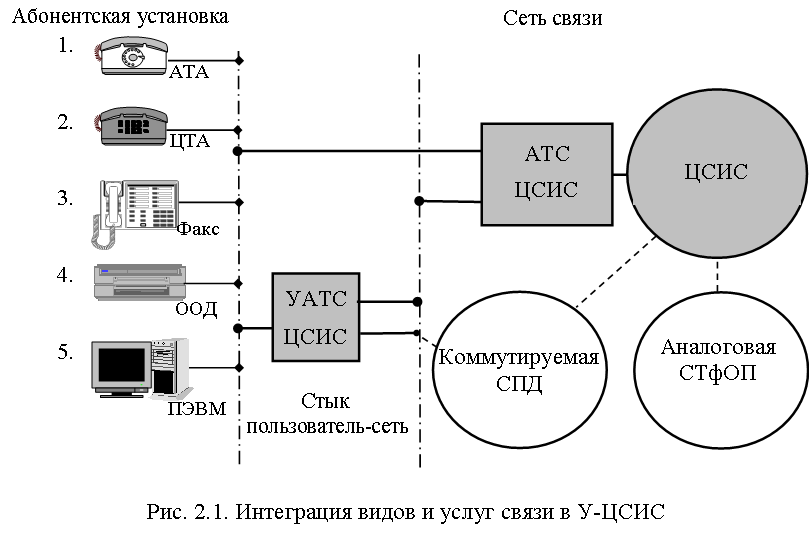 Абонентская установка
Сеть связи
1.
АТА
2.
ЦТА
3.
Факс
4.
ООД
5.
ПЭВМ
УАТС
ЦСИС
Стык
пользователь-сеть
АТС
ЦСИС
ЦСИС
Коммутируемая
СПД
Аналоговая
СТфОП
Рис. 2.1. Интеграция видов и услуг связи в У-ЦСИС